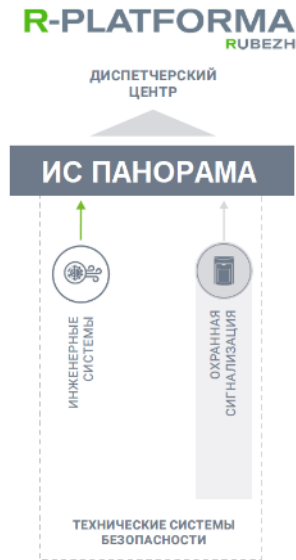 R-PLATFORMA
RUBEZH
ДИСПЕТЧЕРСКИЙ
ЦЕНТР
ИС ПАНОРАМА
ИНЖЕНЕРНЫЕ
СИСТЕМЫ
ОХРАННАЯ
СИГНАЛИЗАЦИЯ
ТЕХНИЧЕСКИЕ СИСТЕМЫ
БЕЗОПАСНОСТИ